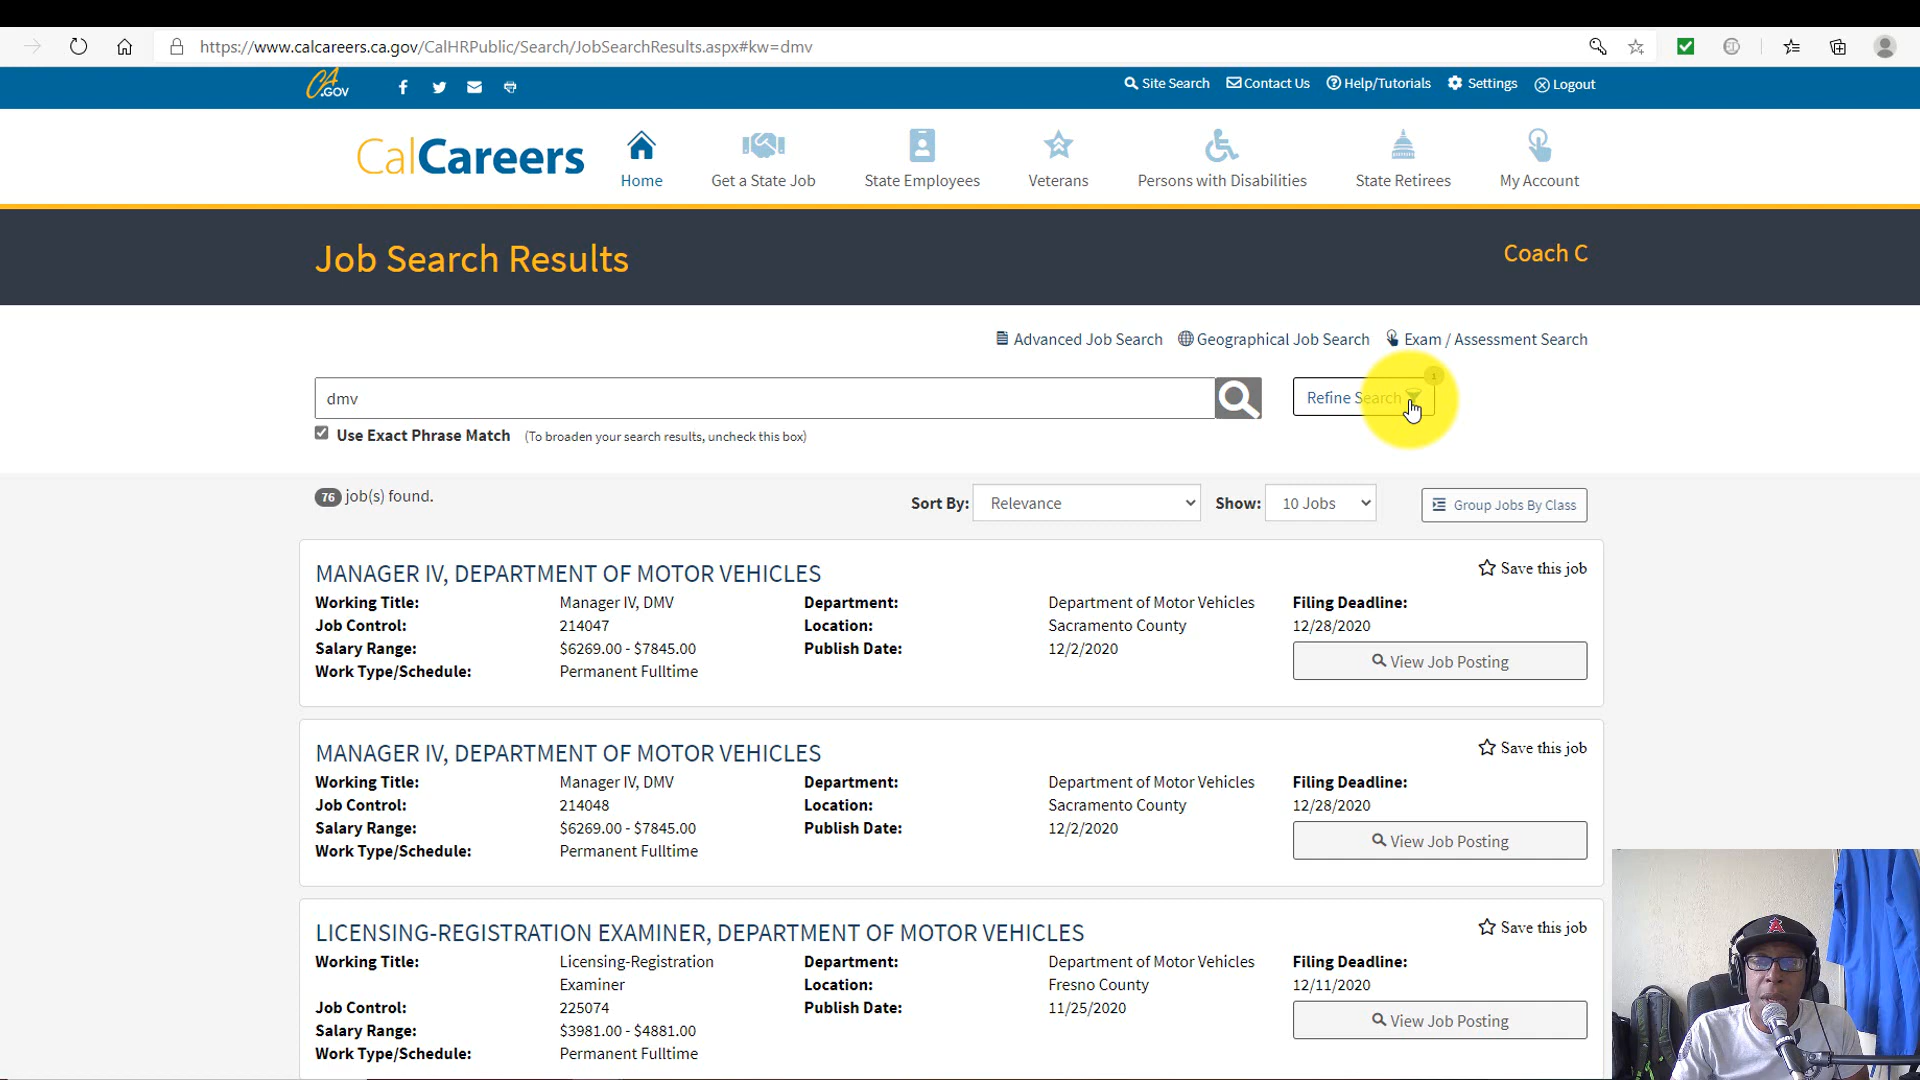 https://www.calcareers.ca.gov/CalHRPublic/Search/JobSearchResults.aspx#kw=dmv
CA.GOV
Site Search Contact Us Help/Tutorials Settings Logout
CalCareers
Home Get a State Job State Employees Veterans Persons with Disabilities State Retirees My Account
Job Search Results Coach C
Advanced Job Search Geographical Job Search Exam / Assessment Search
1
dmv Refine Search
Use Exact Phrase Match (To broaden your search results, uncheck this box)
76 job(s) found. Sort By: Relevance Show: 10 Jobs Group Jobs By Class
MANAGER IV, DEPARTMENT OF MOTOR VEHICLES Save this job
Working Title: Manager IV, DMV Department: Department of Motor Vehicles Filing Deadline:
Job Control: 214047 Location: Sacramento County 12/28/2020
Salary Range: $6269.00 - $7845.00 Publish Date: 12/2/2020 View Job Posting
Work Type/Schedule: Permanent Fulltime
MANAGER IV, DEPARTMENT OF MOTOR VEHICLES Save this job
Working Title: Manager IV, DMV Department: Department of Motor Vehicles Filing Deadline:
Job Control: 214048 Location: Sacramento County 12/28/2020
Salary Range: $6269.00 - $7845.00 Publish Date: 12/2/2020 View Job Posting
Work Type/Schedule: Permanent Fulltime
LICENSING-REGISTRATION EXAMINER, DEPARTMENT OF MOTOR VEHICLES Save this job
Working Title: Licensing-Registration Department: Department of Motor Vehicles Filing Deadline:
Examiner Location: Fresno County 12/11/2020
Job Control: 225074 Publish Date: 11/25/2020 View Job Posting
Salary Range: $3981.00 - $4881.00
Work Type/Schedule: Permanent Fulltime
A